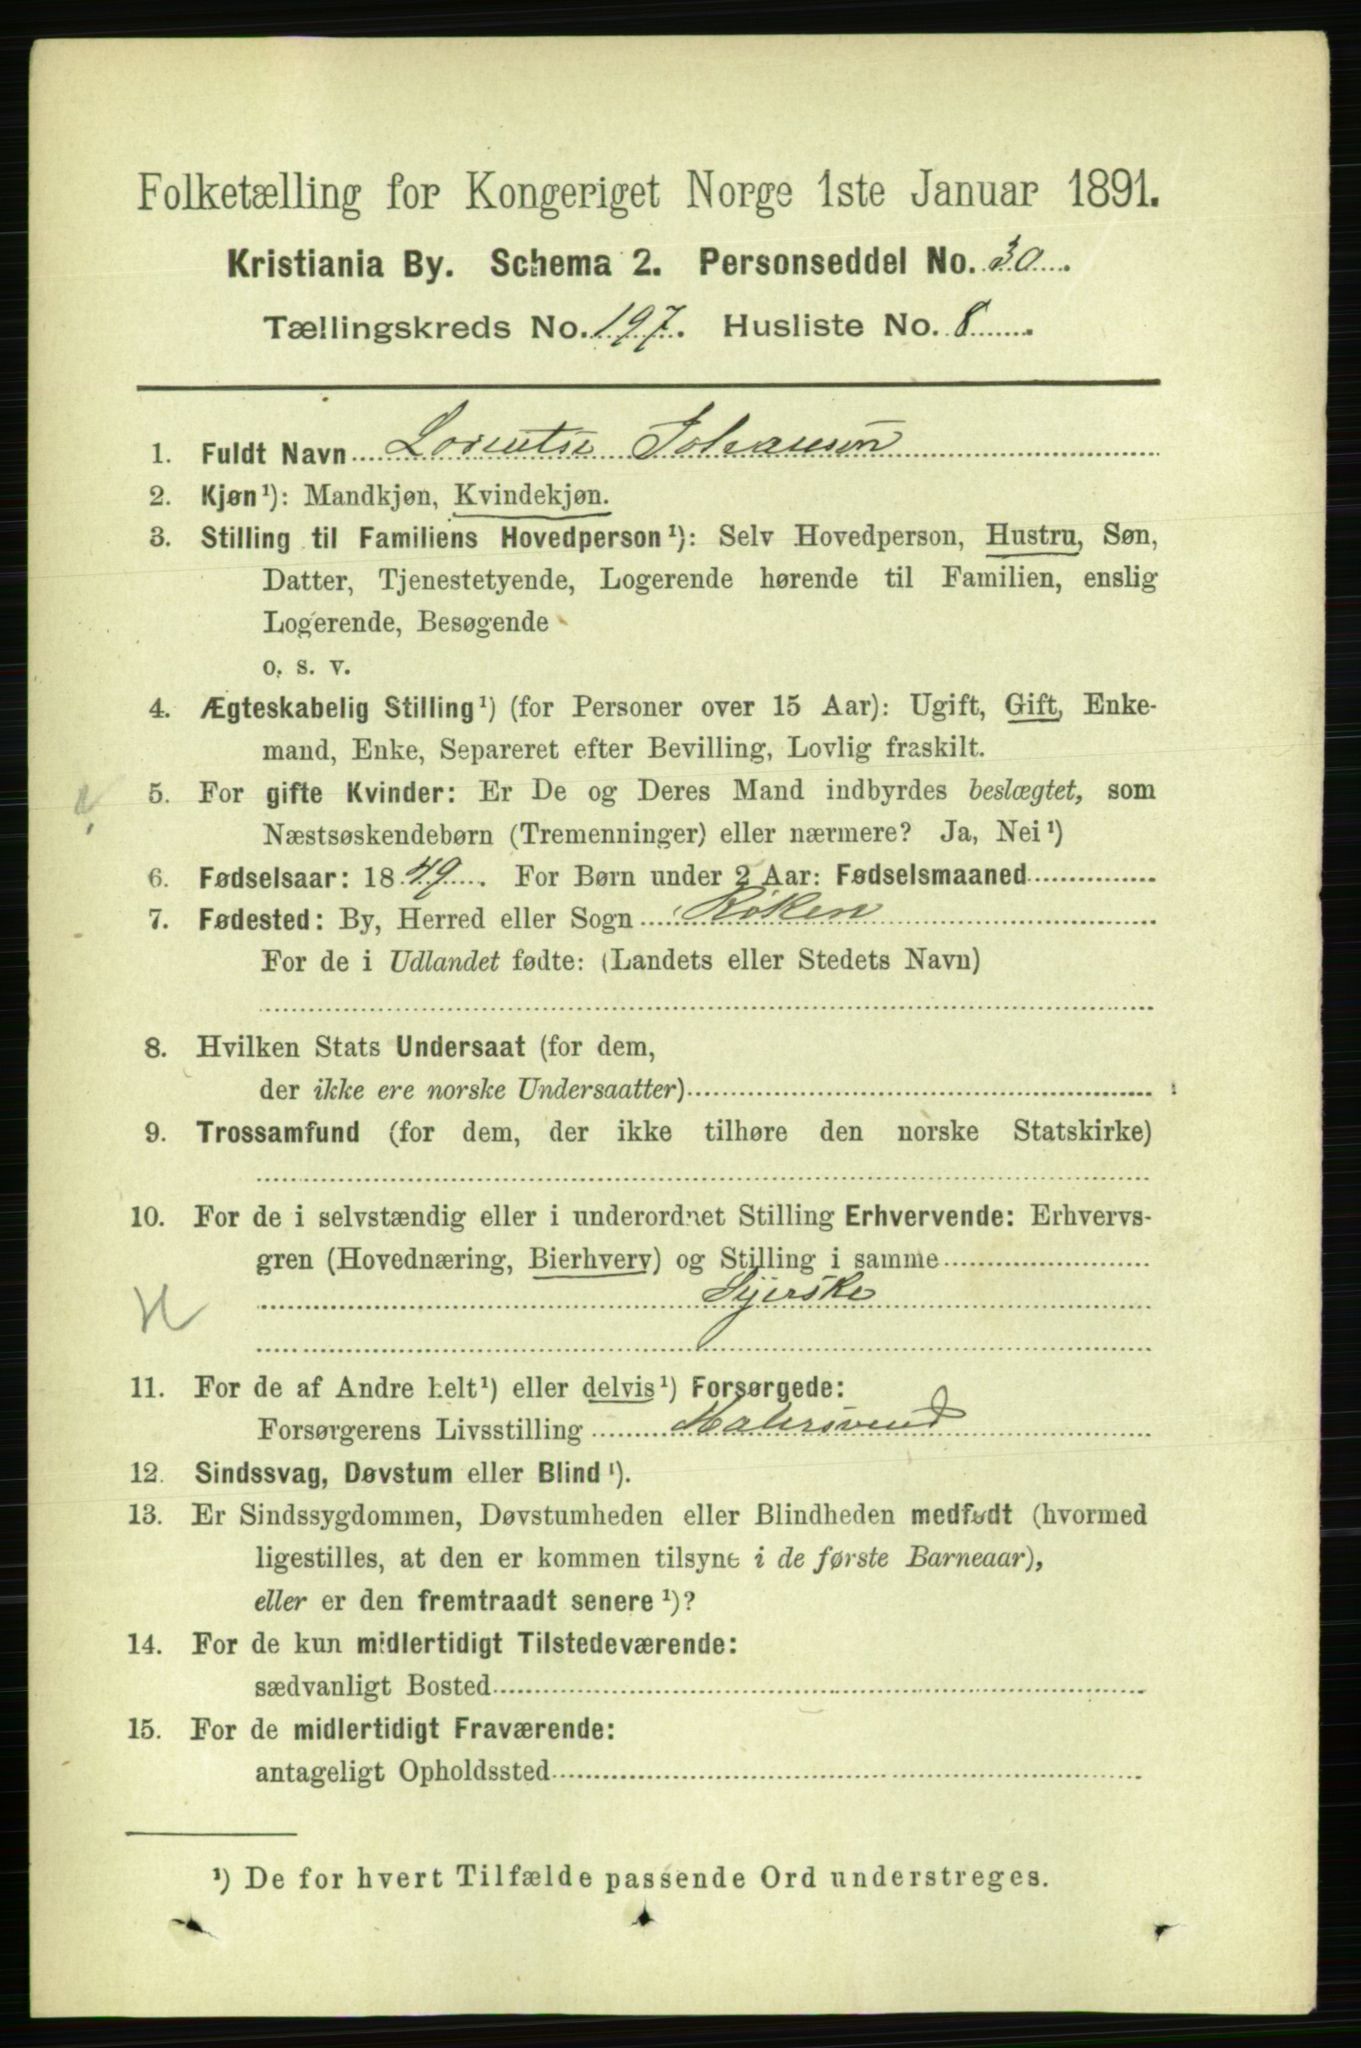 Folketælling for Kongeriget Norge 1ste Januar 1891.
Kristiania By. Schema 2. Personseddel No. 30
Tællingskreds No. 197. Husliste No. 8
1. Fuldt Navn Lorentse Johansen
2. Kjøn¹): Mandkjøn, Kvindekjøn.
3. Stilling til Familiens Hovedperson¹): Selv Hovedperson, Hustru, Søn,
Datter, Tjenestetyende, Logerende hørende til Familien, enslig
Logerende, Besøgende
o. s. v.
4. Ægteskabelig Stilling¹) (for Personer over 15 Aar): Ugift, Gift, Enke-
mand, Enke, Separeret efter Bevilling, Lovlig fraskilt.
5. For gifte Kvinder: Er De og Deres Mand indbyrdes beslægtet, som
Næstsøskendebørn (Tremenninger) eller nærmere? Ja, Nei¹)
6. Fødselsaar: 1849. For Børn under 2 Aar: Fødselsmaaned
7. Fødested: By, Herred eller Sogn Røken
For de i Udlandet fødte: (Landets eller Stedets Navn)
8. Hvilken Stats Undersaat (for dem,
der ikke ere norske Undersaatter)
9. Trossamfund (for dem, der ikke tilhøre den norske Statskirke)
10. For de i selvstændig eller i underordnet Stilling Erhvervende: Erhvervs-
gren (Hovednæring, Bierhverv) og Stilling i samme
Syerske
11. For de af Andre helt¹) eller delvis¹) Forsørgede:
Forsørgerens Livsstilling Malersvend
12. Sindssvag, Døvstum eller Blind¹).
13. Er Sindssygdommen, Døvstumheden eller Blindheden medfødt (hvormed
ligestilles, at den er kommen tilsyne i de første Barneaar),
eller er den fremtraadt senere¹)?
14. For de kun midlertidigt Tilstedeværende:
sædvanligt Bosted
15. For de midlertidigt Fraværende:
antageligt Opholdssted
¹) De for hvert Tilfælde passende Ord understreges.